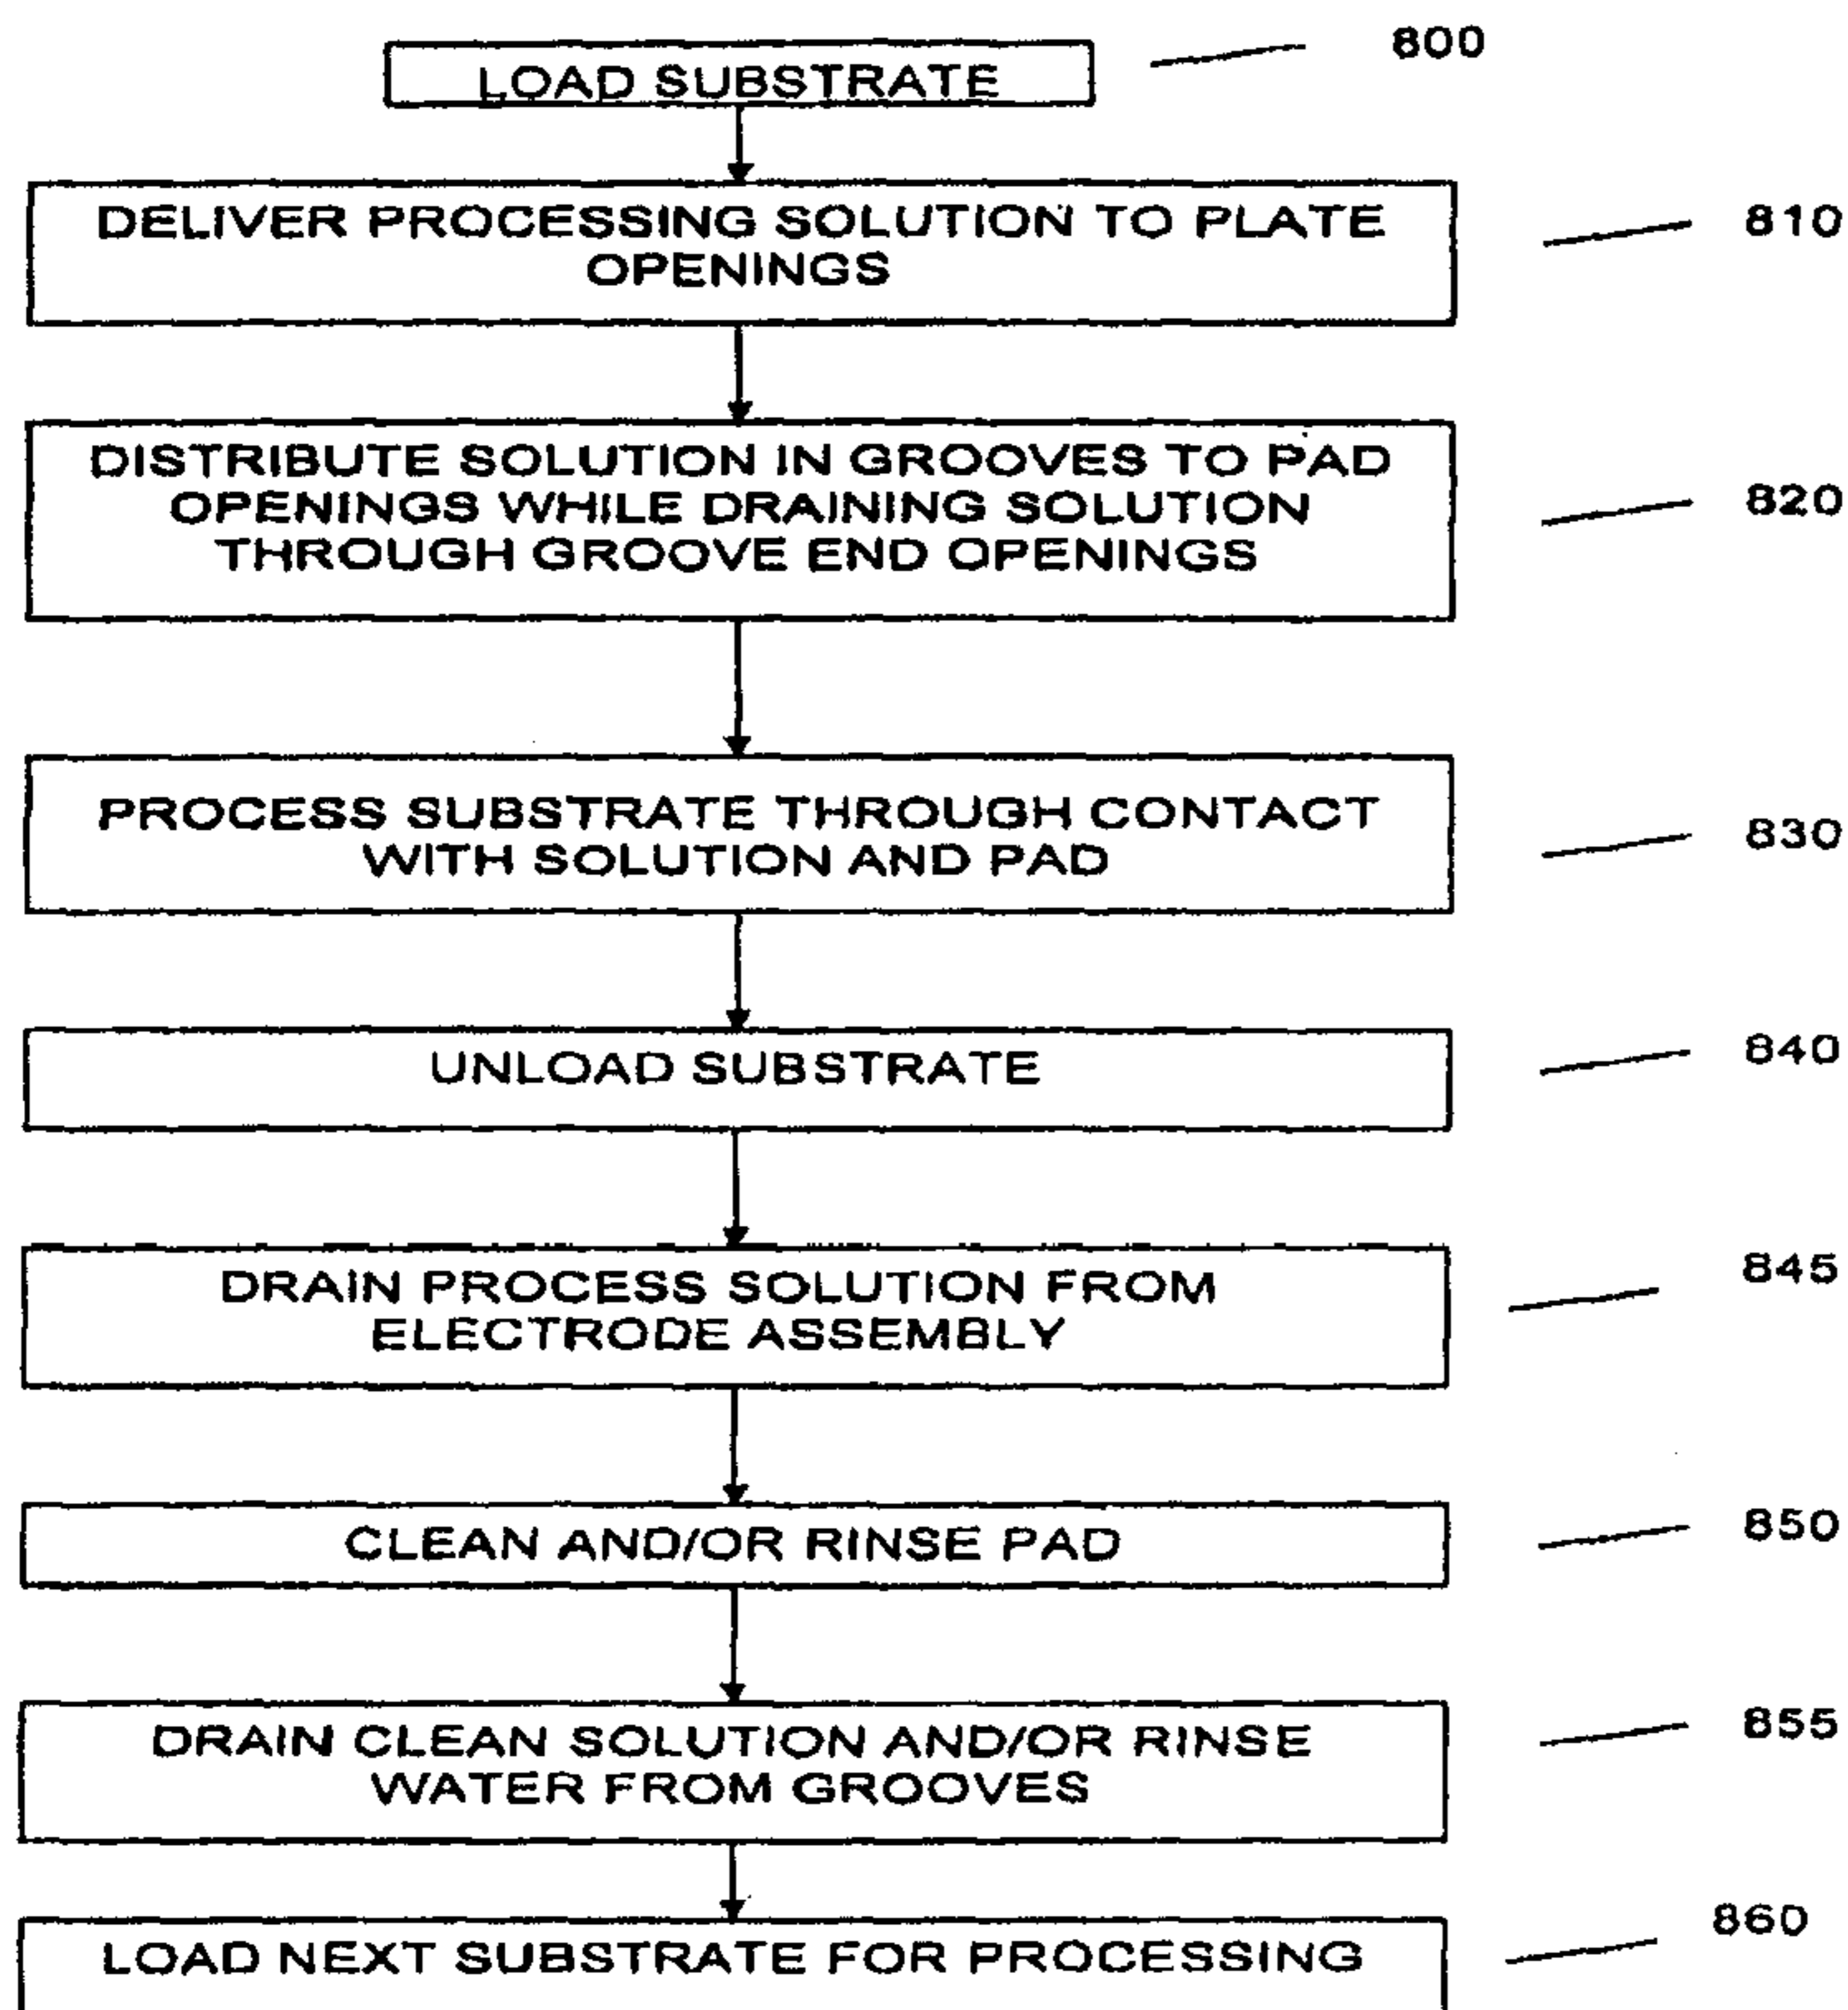 LOAD SUBSTRATE
800
DELIVER PROCESSING SOLUTION TO PLATE
OPENINGS
810
DISTRIBUTE SOLUTION IN GROOVES TO PAD
OPENINGS WHILE DRAINING SOLUTION
THROUGH GROOVE END OPENINGS
820
PROCESS SUBSTRATE THROUGH CONTACT
WITH SOLUTION AND PAD
830
UNLOAD SUBSTRATE
840
DRAIN PROCESS SOLUTION FROM
ELECTRODE ASSEMBLY
845
CLEAN AND/OR RINSE PAD
850
DRAIN CLEAN SOLUTION AND/OR RINSE
WATER FROM GROOVES
855
LOAD NEXT SUBSTRATE FOR PROCESSING
860